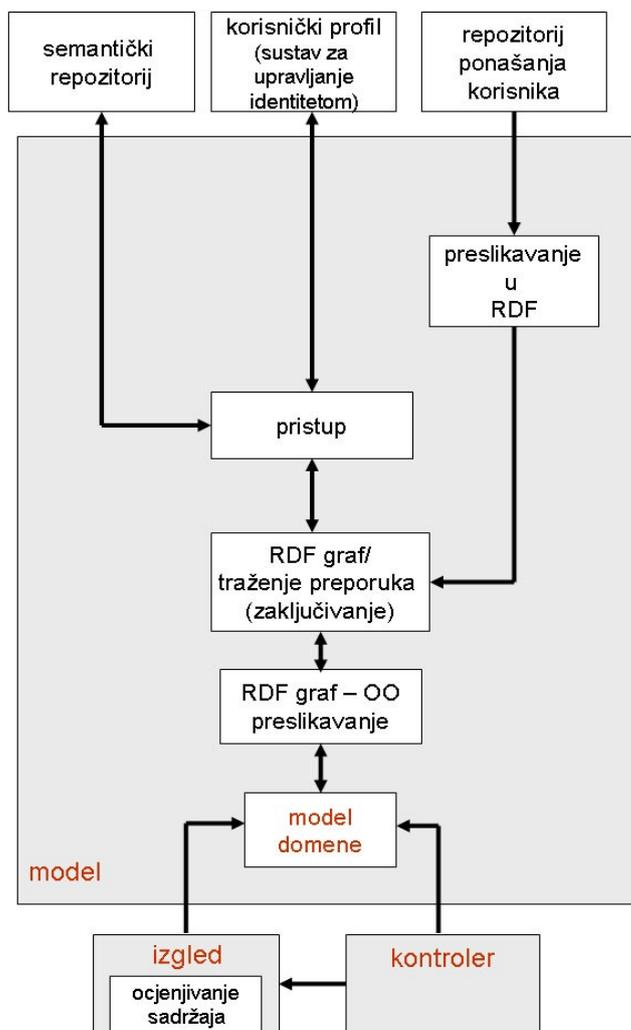 semantički
repozitorij
korisnički profil
(sustav za
upravljanje
identitetom)
repozitorij
ponašanja
korisnika
preslikavanje
u
RDF
pristup
RDF graf/
traženje preporuka
(zaključivanje)
RDF graf – OO
preslikavanje
model
domene
model
izgled
ocjenjivanje
sadržaja
kontroler